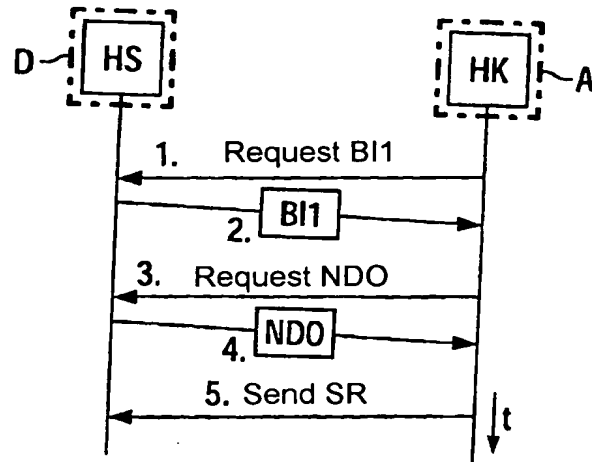 D HS HK A
1. Request BI1
2. BI1
3. Request NDO
4. NDO
5. Send SR
t